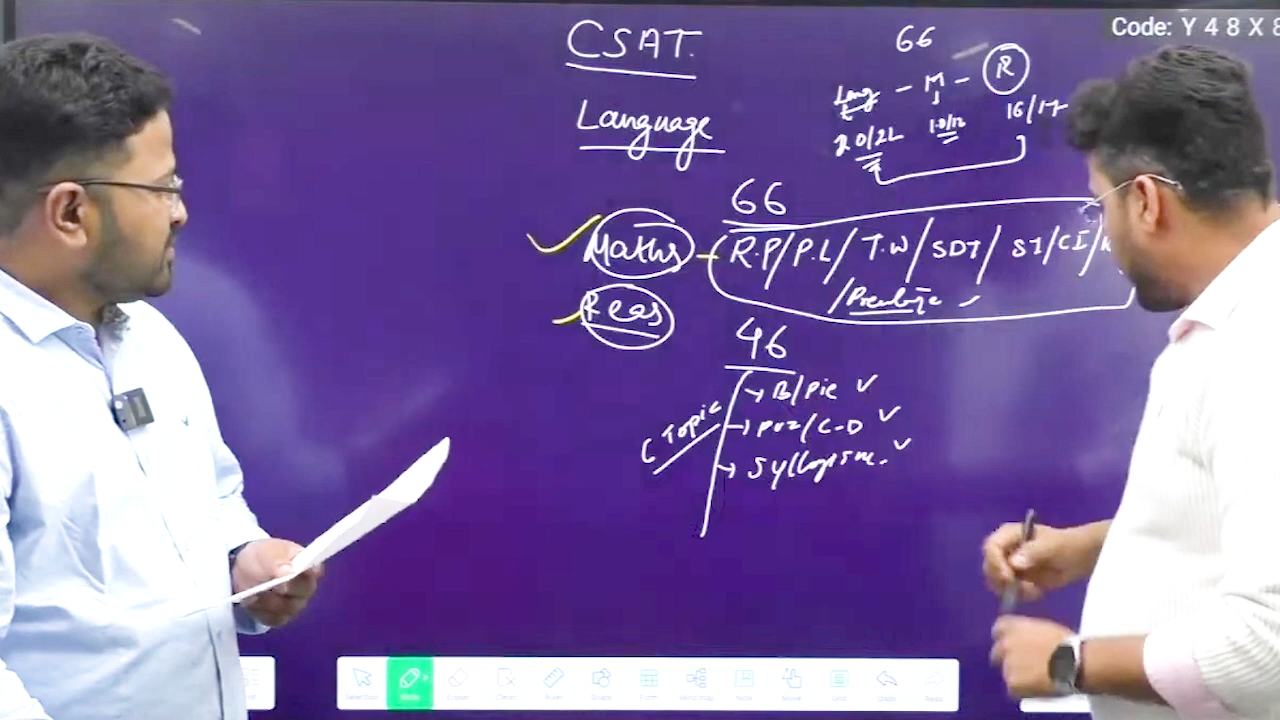 Code: Y 4 8 X 8
CSAT.
66
Lang - M - R
20/22 10/12 16/17
Language
66
Maths - R.P/P.L/T.W/SDT/SI/CI/
Reas
46
Topic
→ B/Pie ✓
→ Puz/C-D ✓
→ Syllogism. ✓